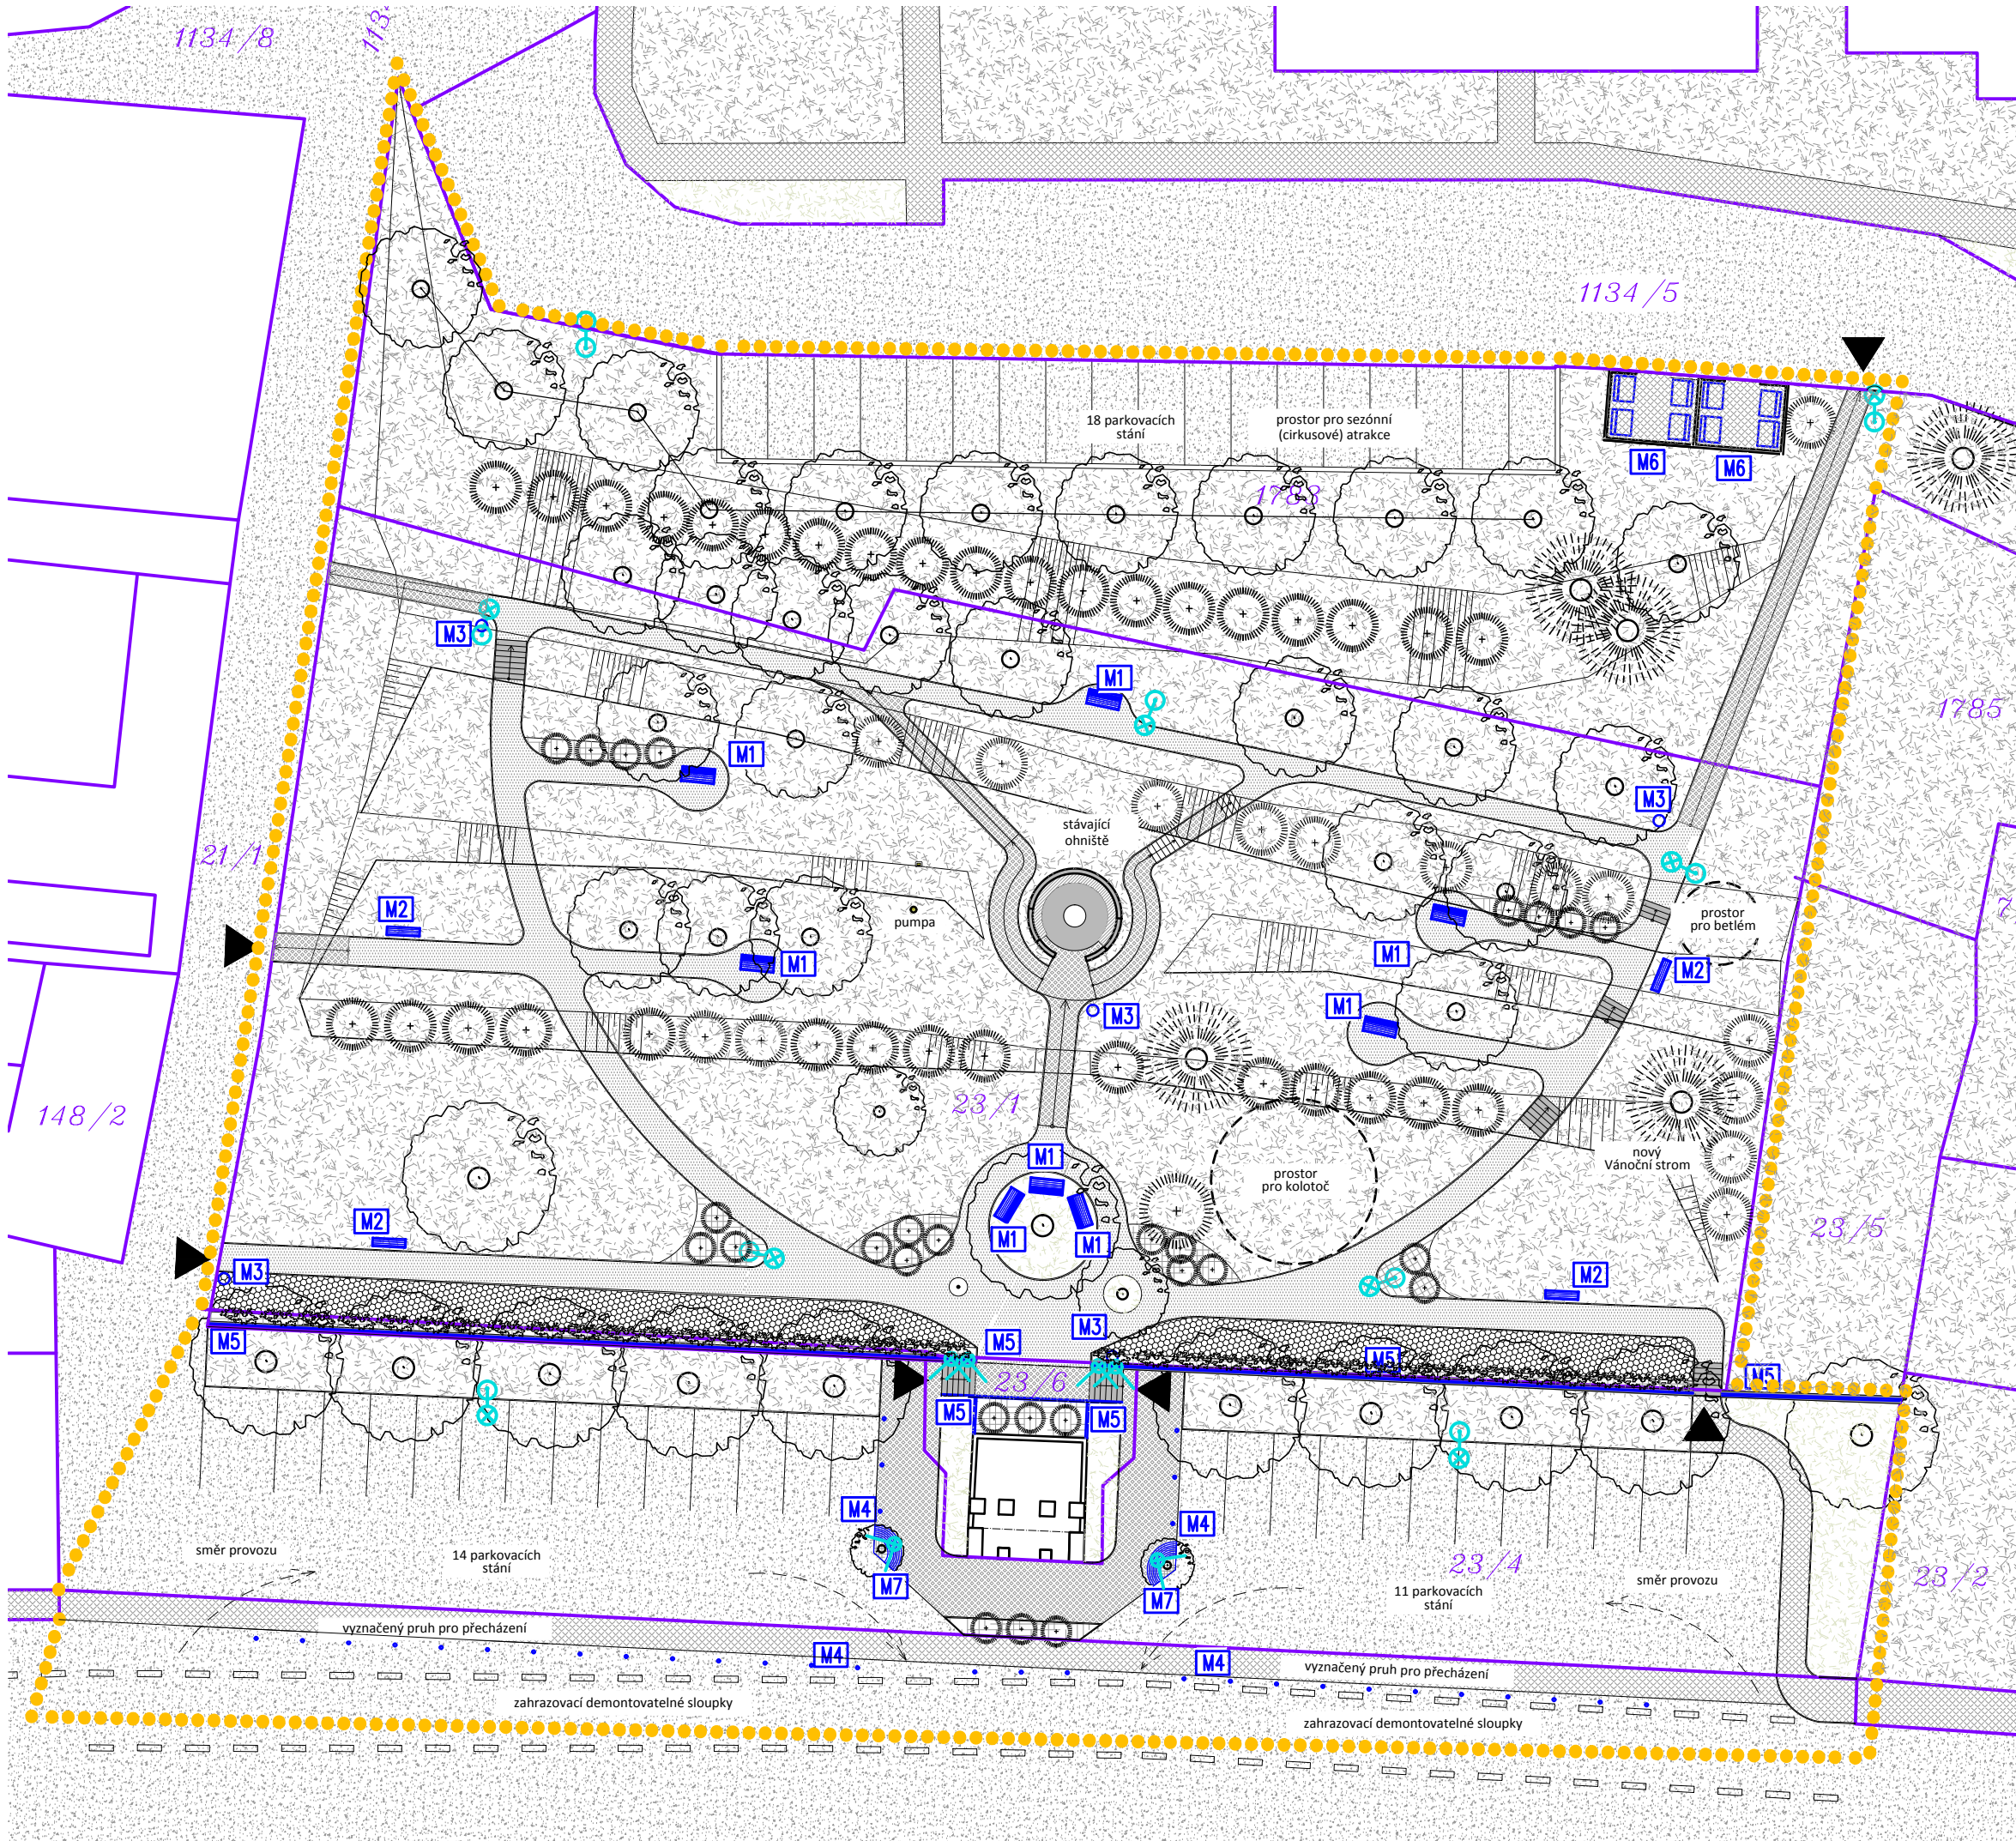 1134/8
1134/5
18 parkovacích
stání
prostor pro sezónní
(cirkusové) atrakce
M6
M6
1783
M3
M1
1785
M1
M3
stávající
ohniště
21/1
M2
pumpa
prostor
pro betlém
M1
M1
M2
M1
M3
148/2
23/1
M1
nový
Vánoční strom
prostor
pro kolotoč
M2
M1
M1
23/5
M3
M2
M3
M5
M5
M5
M5
23/6
M5
M5
M4
M4
směr provozu
14 parkovacích
stání
23/4
směr provozu
23/2
M7
M7
11 parkovacích
stání
vyznačený pruh pro přecházení
M4
M4
vyznačený pruh pro přecházení
zahrazovací demontovatelné sloupky
zahrazovací demontovatelné sloupky